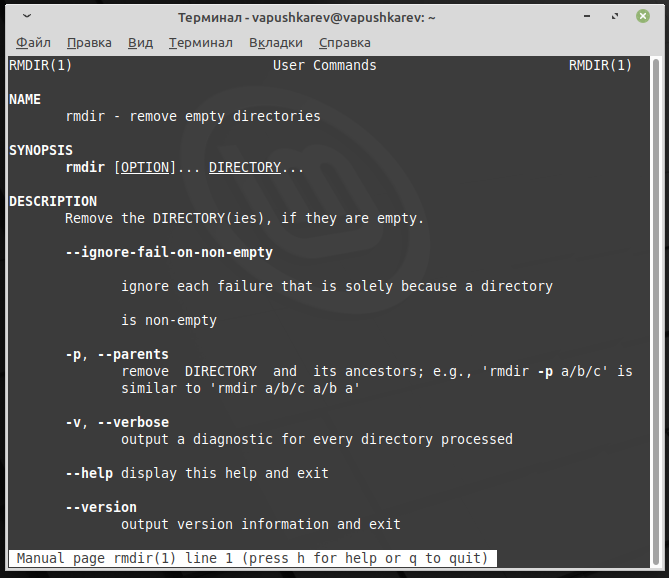 Терминал - vapushkarev@vapushkarev: ~
Файл Правка Вид Терминал Вкладки Справка
RMDIR(1) User Commands RMDIR(1)
NAME
rmdir - remove empty directories
SYNOPSIS
rmdir [OPTION]... DIRECTORY...
DESCRIPTION
Remove the DIRECTORY(ies), if they are empty.
--ignore-fail-on-non-empty
ignore each failure that is solely because a directory
is non-empty
-p, --parents
remove DIRECTORY and its ancestors; e.g., 'rmdir -p a/b/c' is
similar to 'rmdir a/b/c a/b a'
-v, --verbose
output a diagnostic for every directory processed
--help display this help and exit
--version
output version information and exit
Manual page rmdir(1) line 1 (press h for help or q to quit)